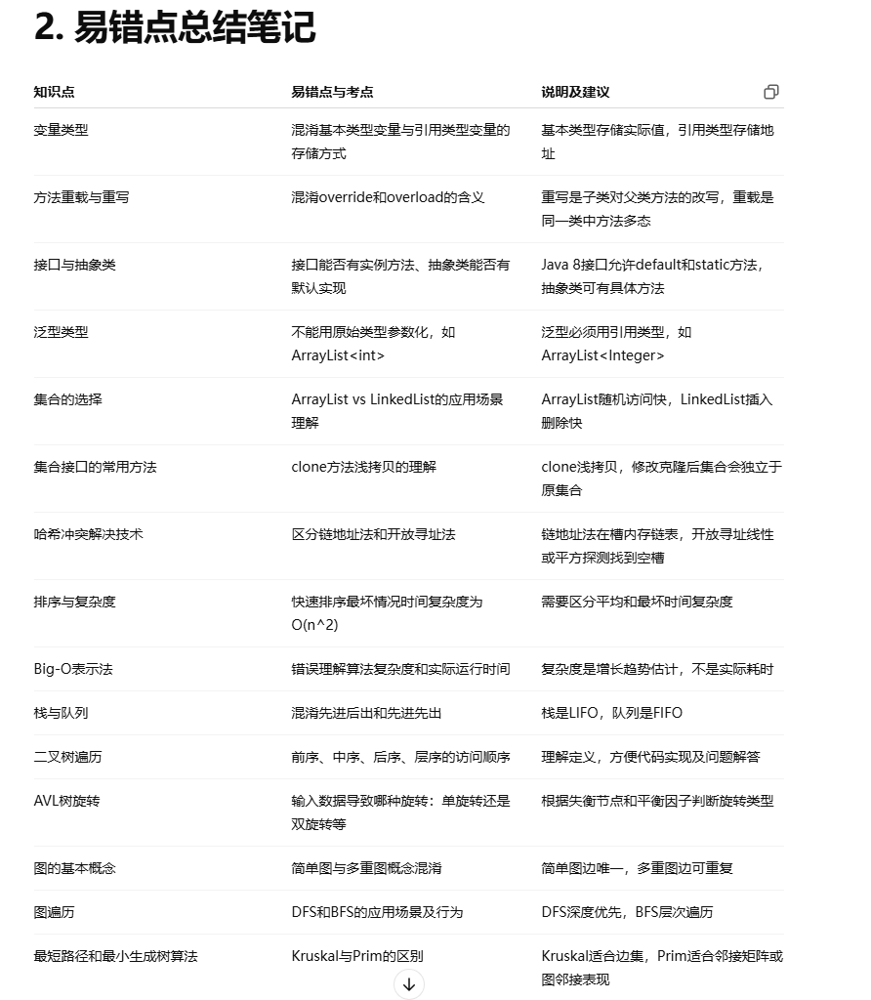 2. 易错点总结笔记
知识点 易错点与考点 说明及建议
变量类型 混淆基本类型变量与引用类型变量的 基本类型存储实际值，引用类型存储地
存储方式 址
方法重载与重写 混淆override和overload的含义 重写是子类对父类方法的改写，重载是
同一类中方法多态
接口与抽象类 接口能否有实例方法、抽象类能否有 Java 8接口允许default和static方法，
默认实现 抽象类可有具体方法
泛型类型 不能用原始类型参数化，如 泛型必须用引用类型，如
ArrayList<int> ArrayList<Integer>
集合的选择 ArrayList vs LinkedList的应用场景 ArrayList随机访问快，LinkedList插入
理解 删除快
集合接口的常用方法 clone方法浅拷贝的理解 clone浅拷贝，修改克隆后集合会独立于
原集合
哈希冲突解决技术 区分链地址法和开放寻址法 链地址法在槽内存链表，开放寻址线性
或平方探测找到空槽
排序与复杂度 快速排序最坏情况时间复杂度为 需要区分平均和最坏时间复杂度
O(n^2)
Big-O表示法 错误理解算法复杂度和实际运行时间 复杂度是增长趋势估计，不是实际耗时
栈与队列 混淆先进后出和先进先出 栈是LIFO，队列是FIFO
二叉树遍历 前序、中序、后序、层序的访问顺序 理解定义，方便代码实现及问题解答
AVL树旋转 输入数据导致哪种旋转：单旋转还是 根据失衡节点和平衡因子判断旋转类型
双旋转等
图的基本概念 简单图与多重图概念混淆 简单图边唯一，多重图边可重复
图遍历 DFS和BFS的应用场景及行为 DFS深度优先，BFS层次遍历
最短路径和最小生成树算法 Kruskal与Prim的区别 Kruskal适合边集，Prim适合邻接矩阵或
图邻接表现